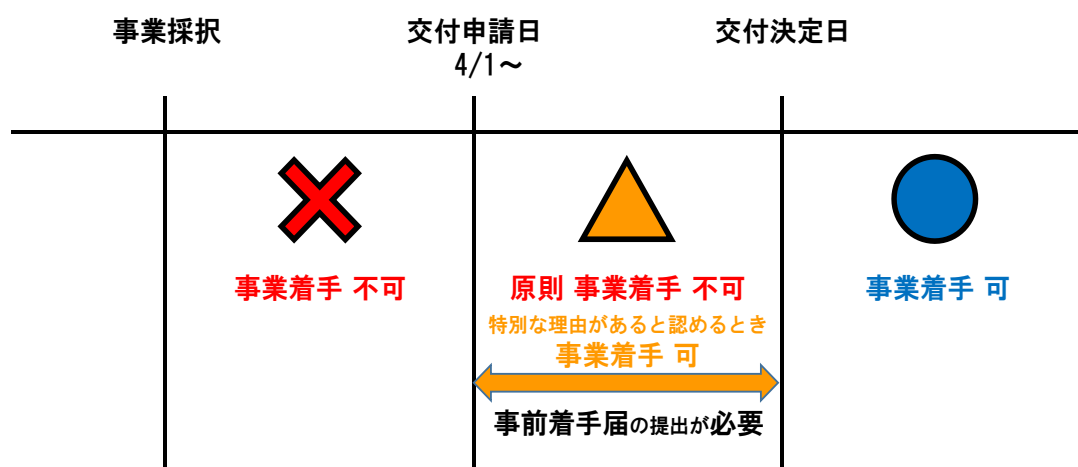 事業採択
交付申請日
4/1～
交付決定日
事業着手 不可
原則 事業着手 不可
特別な理由があると認めるとき
事業着手 可
事前着手届の提出が必要
事業着手 可